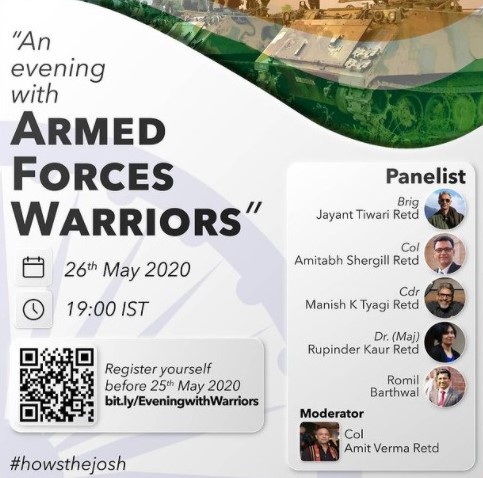 “An
evening
with
ARMED
FORCES
WARRIORS”
26th May 2020
19:00 IST
Register yourself
before 25th May 2020
bit.ly/EveningwithWarriors
#howsthejosh
Panelist
Brig
Jayant Tiwari Retd
Col
Amitabh Shergill Retd
Cdr
Manish K Tyagi Retd
Dr. (Maj)
Rupinder Kaur Retd
Romil
Barthwal
Moderator
Col
Amit Verma Retd